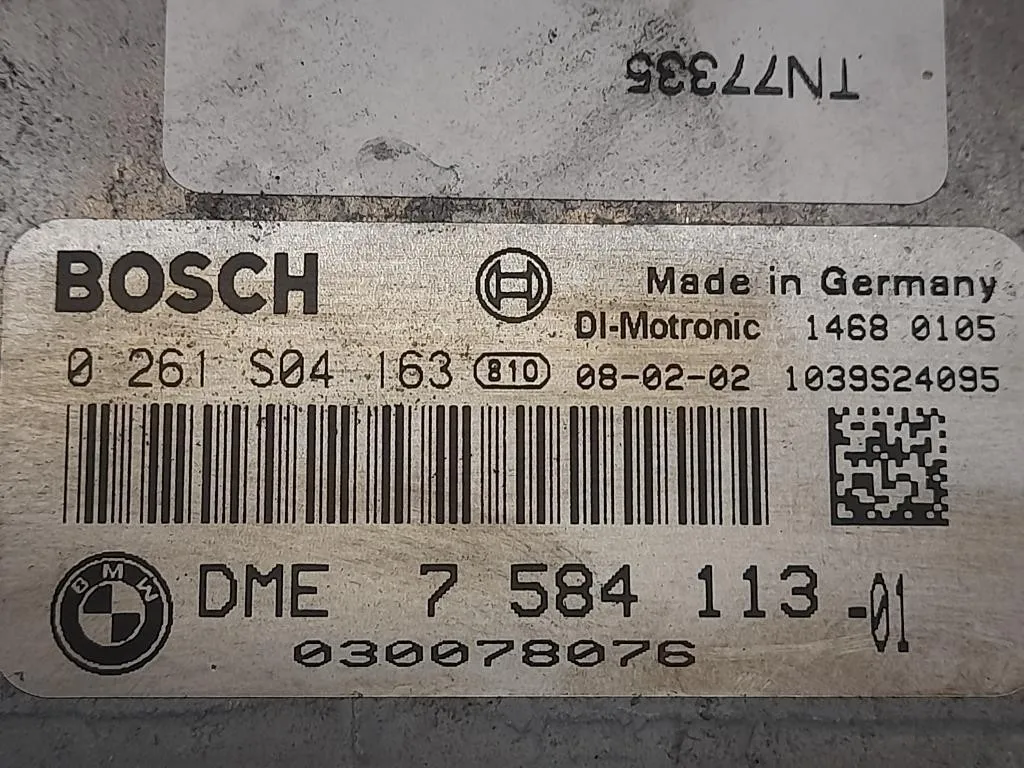 TN77335
BOSCH
Made in Germany
DI-Motronic 1468 0105
0 261 S04 163 810 08-02-02 1039S24095
BMW
DME 7 584 113 -01
030078076